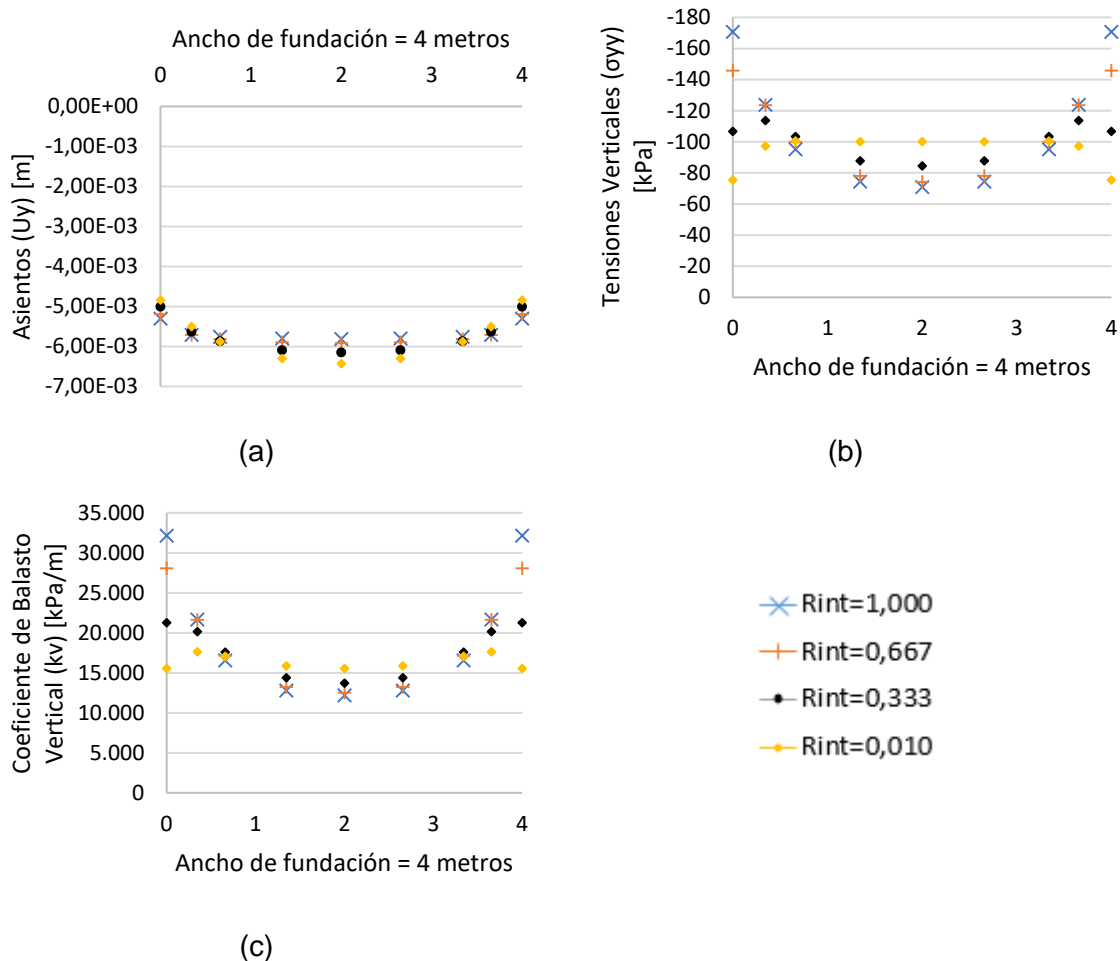 Ancho de fundación = 4 metros
0 1 2 3 4
Asientos (Uy) [m]
0,00E+00
-1,00E-03
-2,00E-03
-3,00E-03
-4,00E-03
-5,00E-03
-6,00E-03
-7,00E-03
(a)
Tensiones Verticales (σyy)
[kPa]
-180
-160
-140
-120
-100
-80
-60
-40
-20
0
0 1 2 3 4
Ancho de fundación = 4 metros
(b)
Coeficiente de Balasto
Vertical (kv) [kPa/m]
35.000
30.000
25.000
20.000
15.000
10.000
5.000
0
0 1 2 3 4
Ancho de fundación = 4 metros
(c)
Rint=1,000
Rint=0,667
Rint=0,333
Rint=0,010